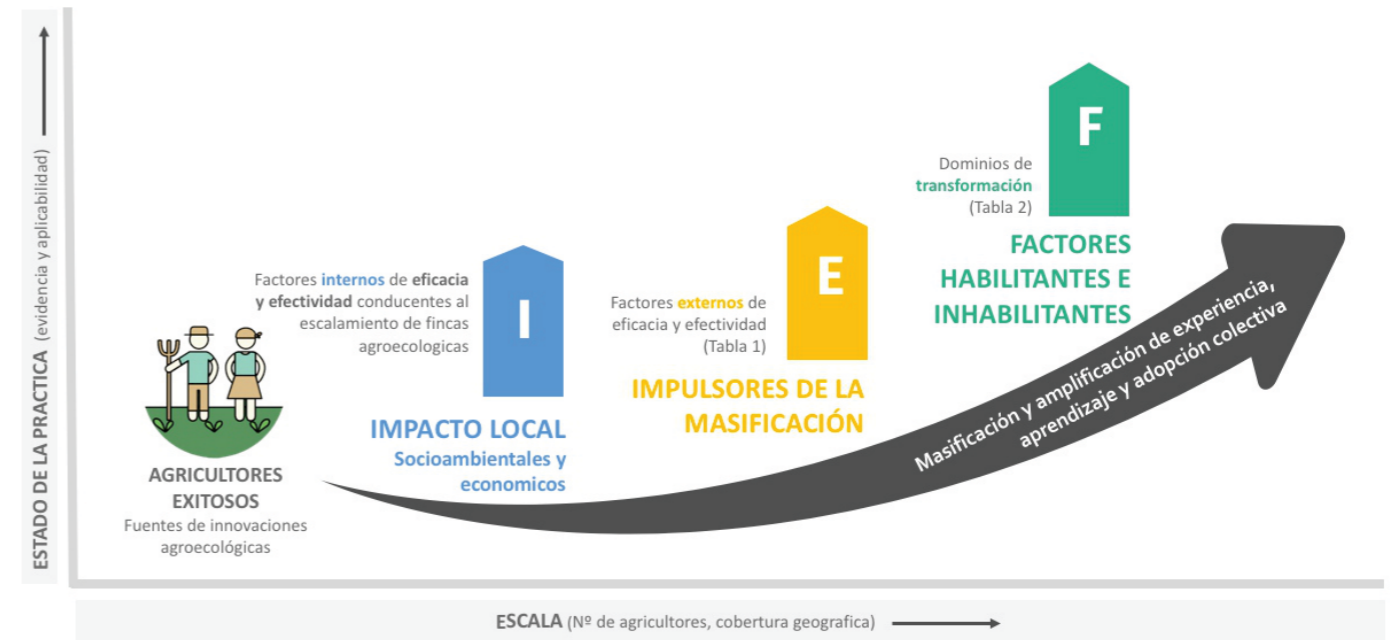 ESTADO DE LA PRACTICA (evidencia y aplicabilidad)
AGRICULTORES
EXITOSOS
Fuentes de innovaciones
agroecológicas
Factores internos de eficacia
y efectividad conducentes al
escalamiento de fincas
agroecologicas
I
IMPACTO LOCAL
Socioambientales y
economicos
Factores externos de
eficacia y efectividad
(Tabla 1)
E
IMPULSORES DE LA
MASIFICACIÓN
Dominios de
transformación
(Tabla 2)
F
FACTORES
HABILITANTES E
INHABILITANTES
Masificación y amplificación de experiencia,
aprendizaje y adopción colectiva
ESCALA (Nº de agricultores, cobertura geografica)